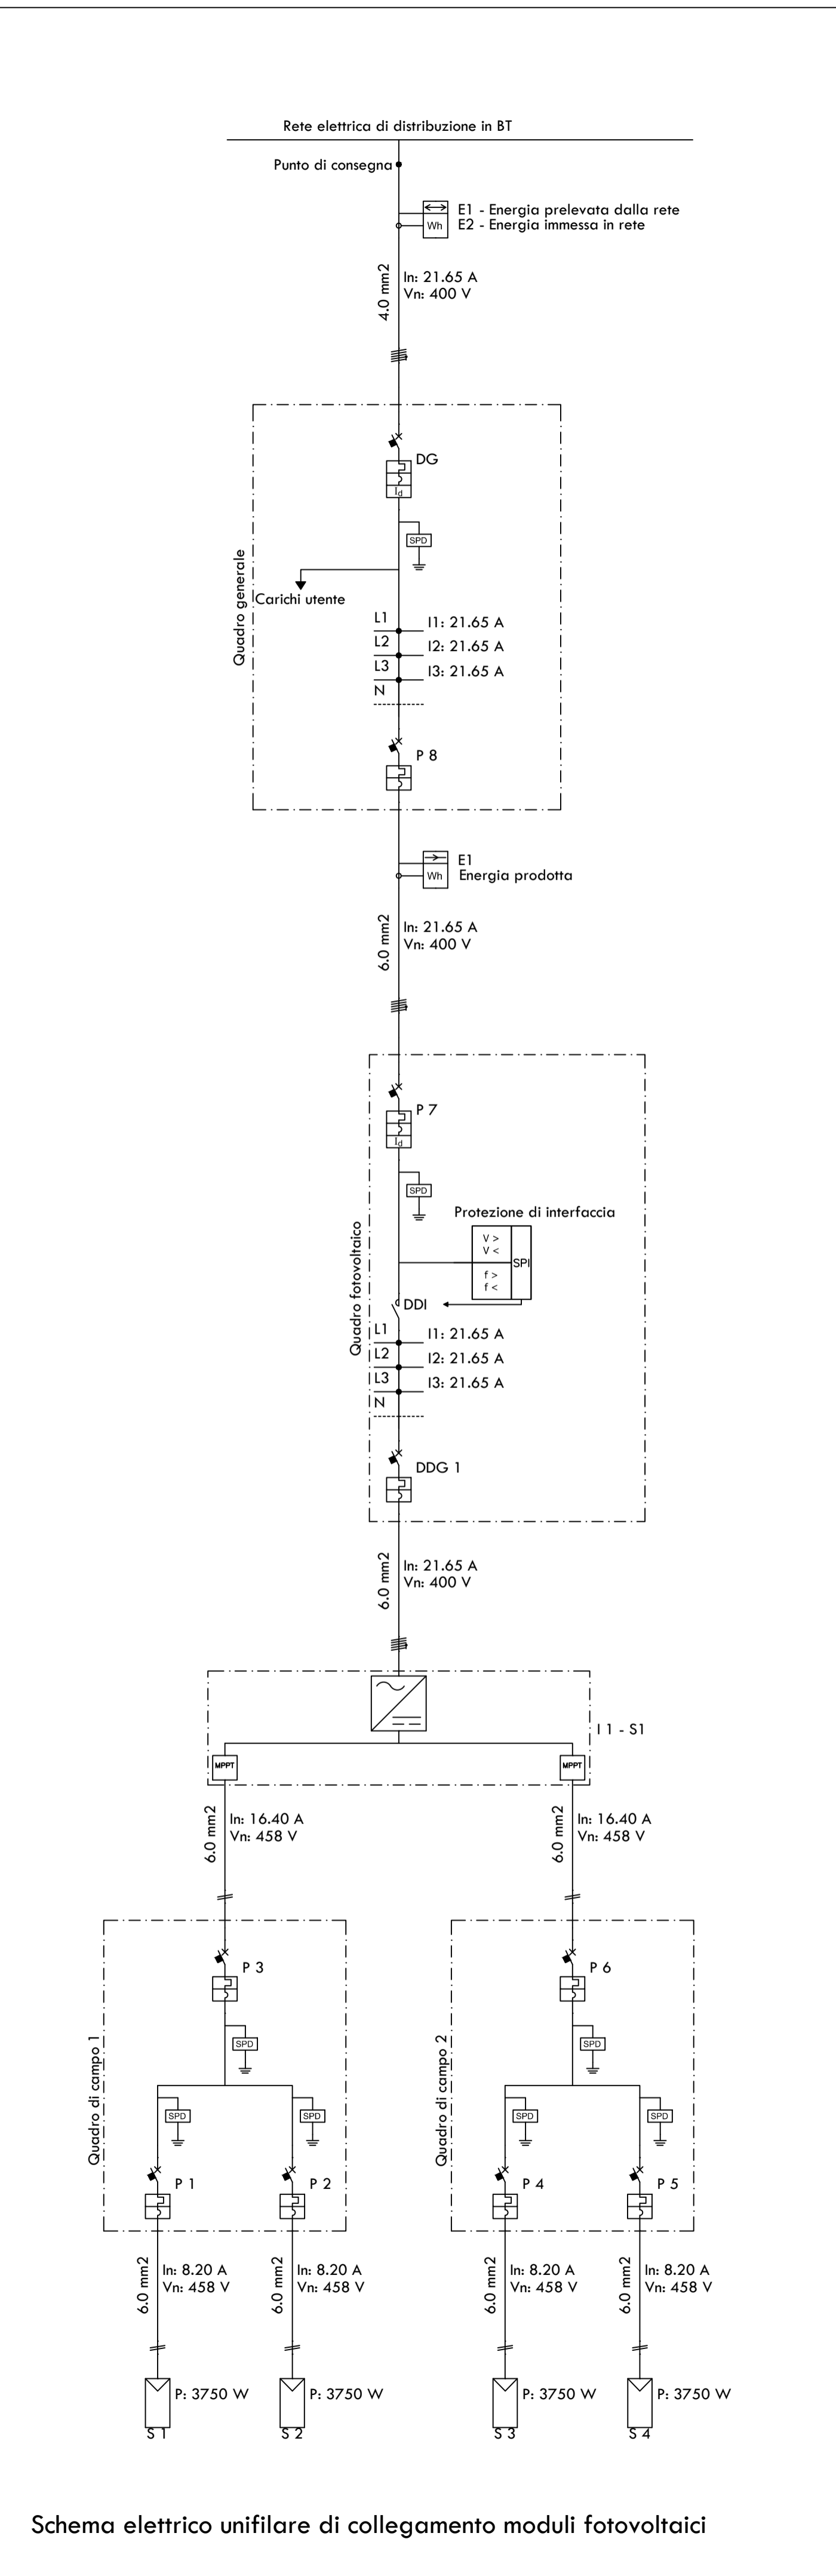 Rete elettrica di distribuzione in BT
Punto di consegna
E1 - Energia prelevata dalla rete
Wh
E2 - Energia immessa in rete
4.0 mm2
In: 21.65 A
Vn: 400 V
Quadro generale
DG
Id
SPD
Carichi utente
L1
I1: 21.65 A
L2
I2: 21.65 A
L3
I3: 21.65 A
N
P 8
E1
Wh
Energia prodotta
6.0 mm2
In: 21.65 A
Vn: 400 V
Quadro fotovoltaico
P 7
Id
SPD
Protezione di interfaccia
V >
V <
SPI
f >
f <
DDI
L1
I1: 21.65 A
L2
I2: 21.65 A
L3
I3: 21.65 A
N
DDG 1
6.0 mm2
In: 21.65 A
Vn: 400 V
I 1 - S1
MPPT
MPPT
6.0 mm2
In: 16.40 A
Vn: 458 V
6.0 mm2
In: 16.40 A
Vn: 458 V
Quadro di campo 1
P 3
SPD
SPD
SPD
P 1
P 2
Quadro di campo 2
P 6
SPD
SPD
SPD
P 4
P 5
6.0 mm2
In: 8.20 A
Vn: 458 V
6.0 mm2
In: 8.20 A
Vn: 458 V
6.0 mm2
In: 8.20 A
Vn: 458 V
6.0 mm2
In: 8.20 A
Vn: 458 V
P: 3750 W
S 1
P: 3750 W
S 2
P: 3750 W
S 3
P: 3750 W
S 4
Schema elettrico unifilare di collegamento moduli fotovoltaici